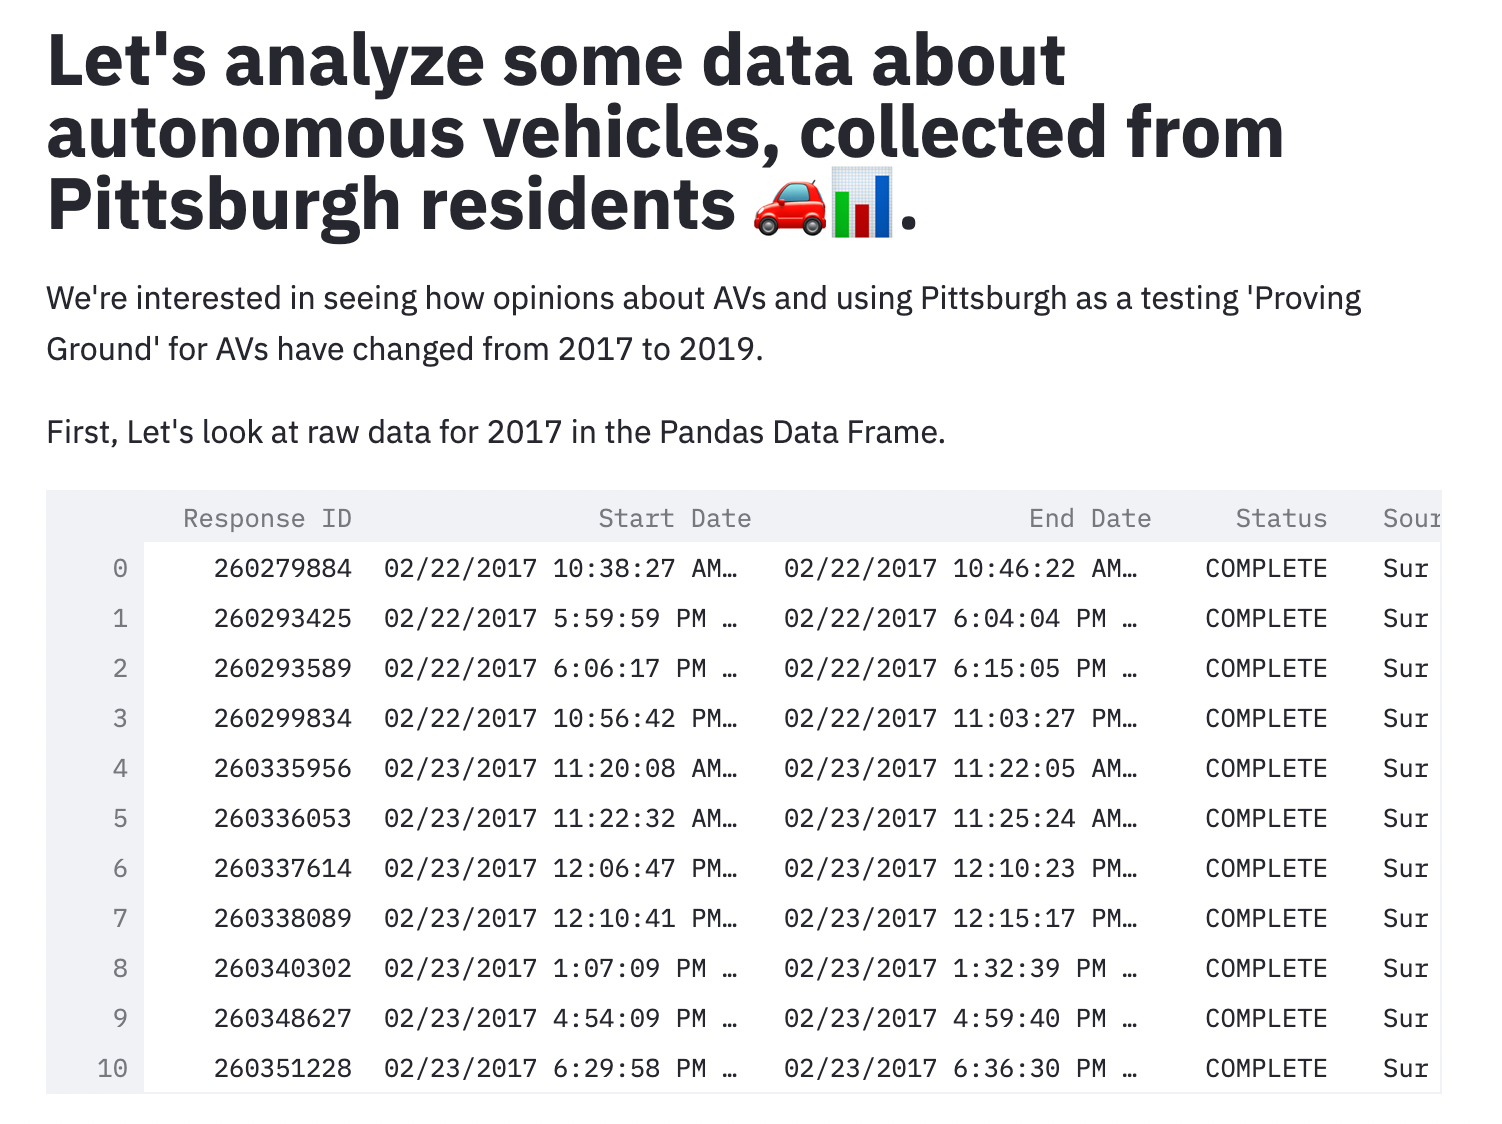 Let's analyze some data about
autonomous vehicles, collected from
Pittsburgh residents 🚗📊.
We're interested in seeing how opinions about AVs and using Pittsburgh as a testing 'Proving
Ground' for AVs have changed from 2017 to 2019.
First, Let's look at raw data for 2017 in the Pandas Data Frame.
Response ID Start Date End Date Status Sour
0 260279884 02/22/2017 10:38:27 AM… 02/22/2017 10:46:22 AM… COMPLETE Sur
1 260293425 02/22/2017 5:59:59 PM … 02/22/2017 6:04:04 PM … COMPLETE Sur
2 260293589 02/22/2017 6:06:17 PM … 02/22/2017 6:15:05 PM … COMPLETE Sur
3 260299834 02/22/2017 10:56:42 PM… 02/22/2017 11:03:27 PM… COMPLETE Sur
4 260335956 02/23/2017 11:20:08 AM… 02/23/2017 11:22:05 AM… COMPLETE Sur
5 260336053 02/23/2017 11:22:32 AM… 02/23/2017 11:25:24 AM… COMPLETE Sur
6 260337614 02/23/2017 12:06:47 PM… 02/23/2017 12:10:23 PM… COMPLETE Sur
7 260338089 02/23/2017 12:10:41 PM… 02/23/2017 12:15:17 PM… COMPLETE Sur
8 260340302 02/23/2017 1:07:09 PM … 02/23/2017 1:32:39 PM … COMPLETE Sur
9 260348627 02/23/2017 4:54:09 PM … 02/23/2017 4:59:40 PM … COMPLETE Sur
10 260351228 02/23/2017 6:29:58 PM … 02/23/2017 6:36:30 PM … COMPLETE Sur